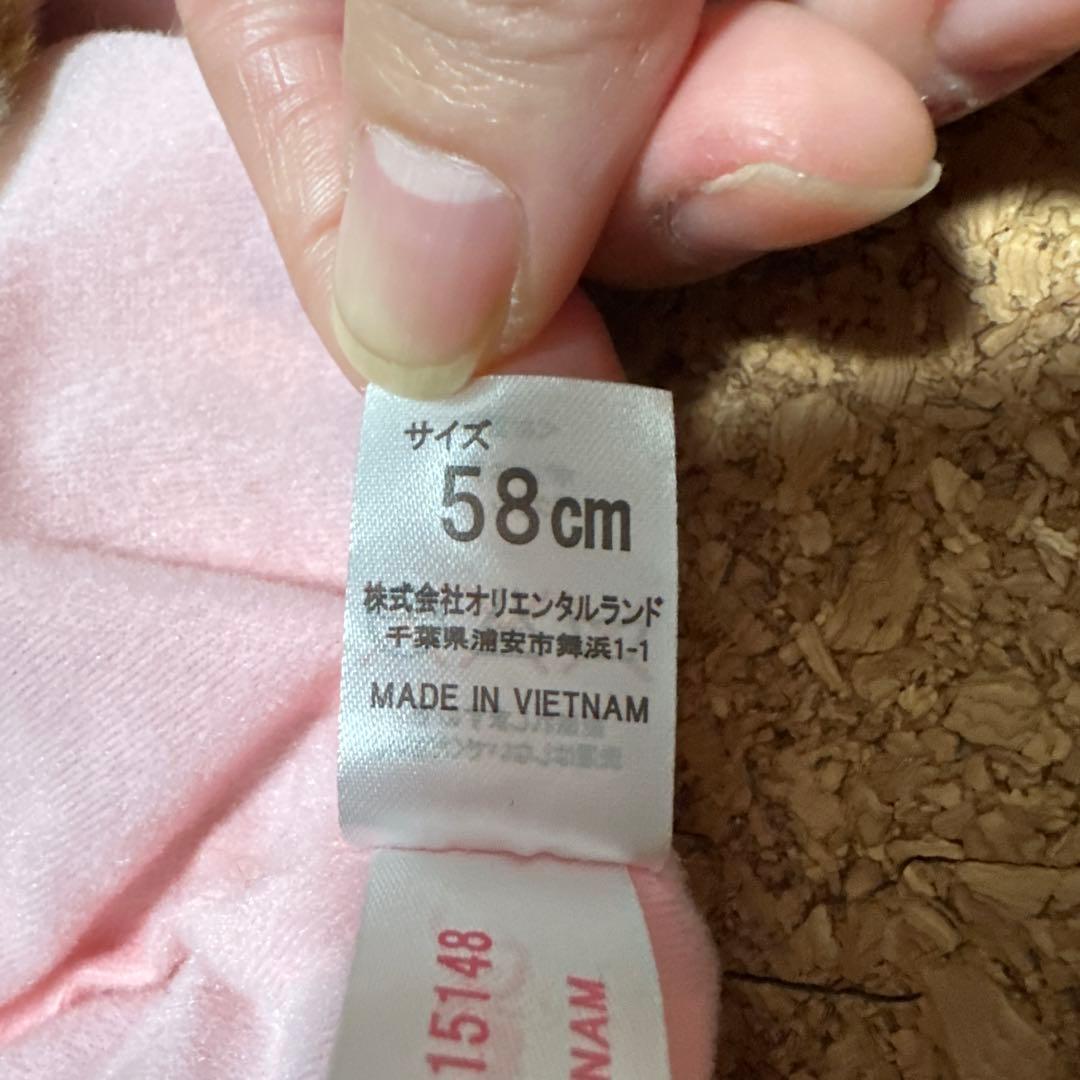 サイズ
58cm
株式会社オリエンタルランド
千葉県浦安市舞浜1-1
MADE IN VIETNAM
15148
NAM